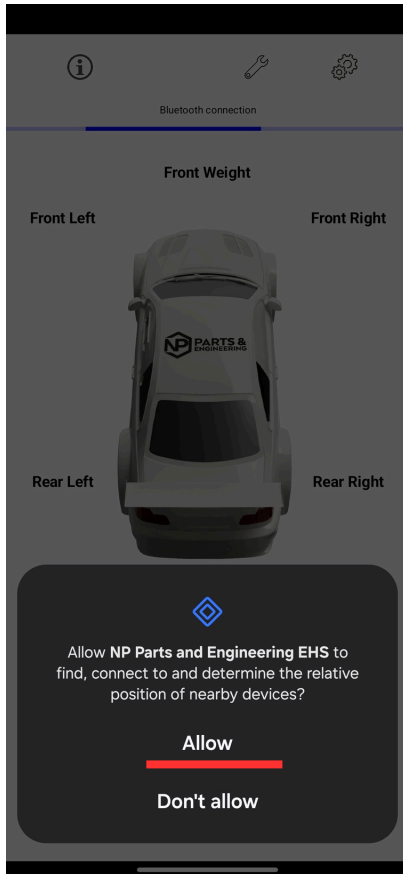 Bluetooth connection
Front Weight
Front Left
Front Right
NP PARTS &
ENGINEERING
Rear Left
Rear Right
Allow NP Parts and Engineering EHS to
find, connect to and determine the relative
position of nearby devices?
Allow
Don't allow